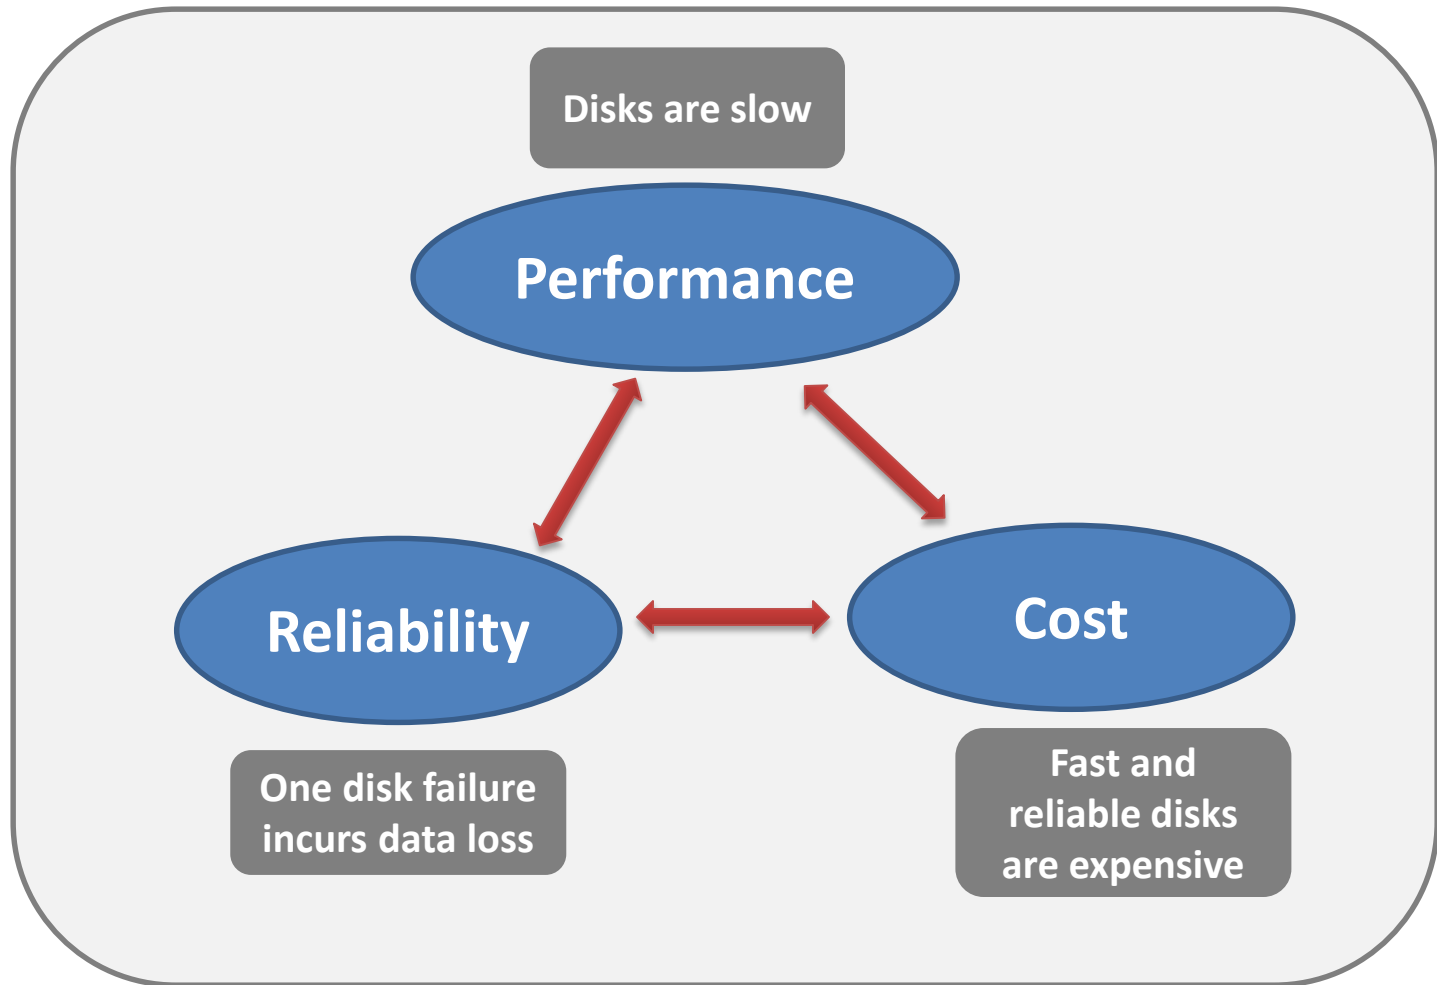 Disks are slow
Performance
Reliability
Cost
One disk failure
incurs data loss
Fast and
reliable disks
are expensive